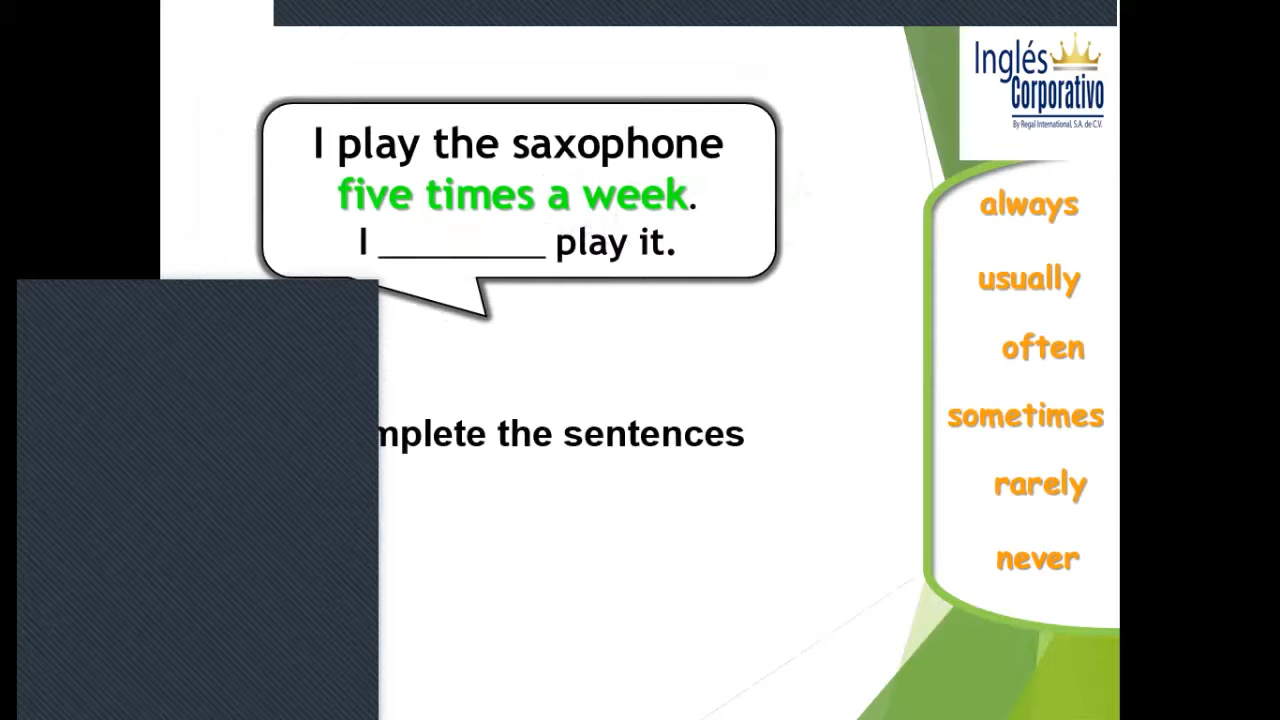 Inglés
Corporativo
By Regal International, S.A. de C.V.
I play the saxophone
five times a week.
I ________ play it.
always
usually
often
sometimes
rarely
never
mplete the sentences